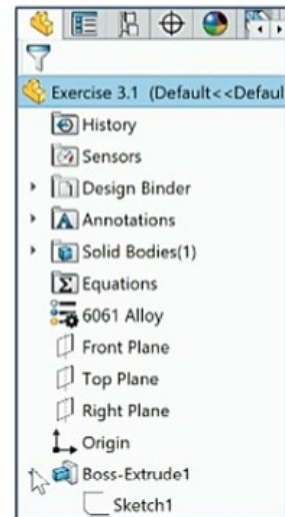 Exercise 3.1 (Default<<Defaul
History
Sensors
Design Binder
Annotations
Solid Bodies(1)
Equations
6061 Alloy
Front Plane
Top Plane
Right Plane
Origin
Boss-Extrude1
Sketch1